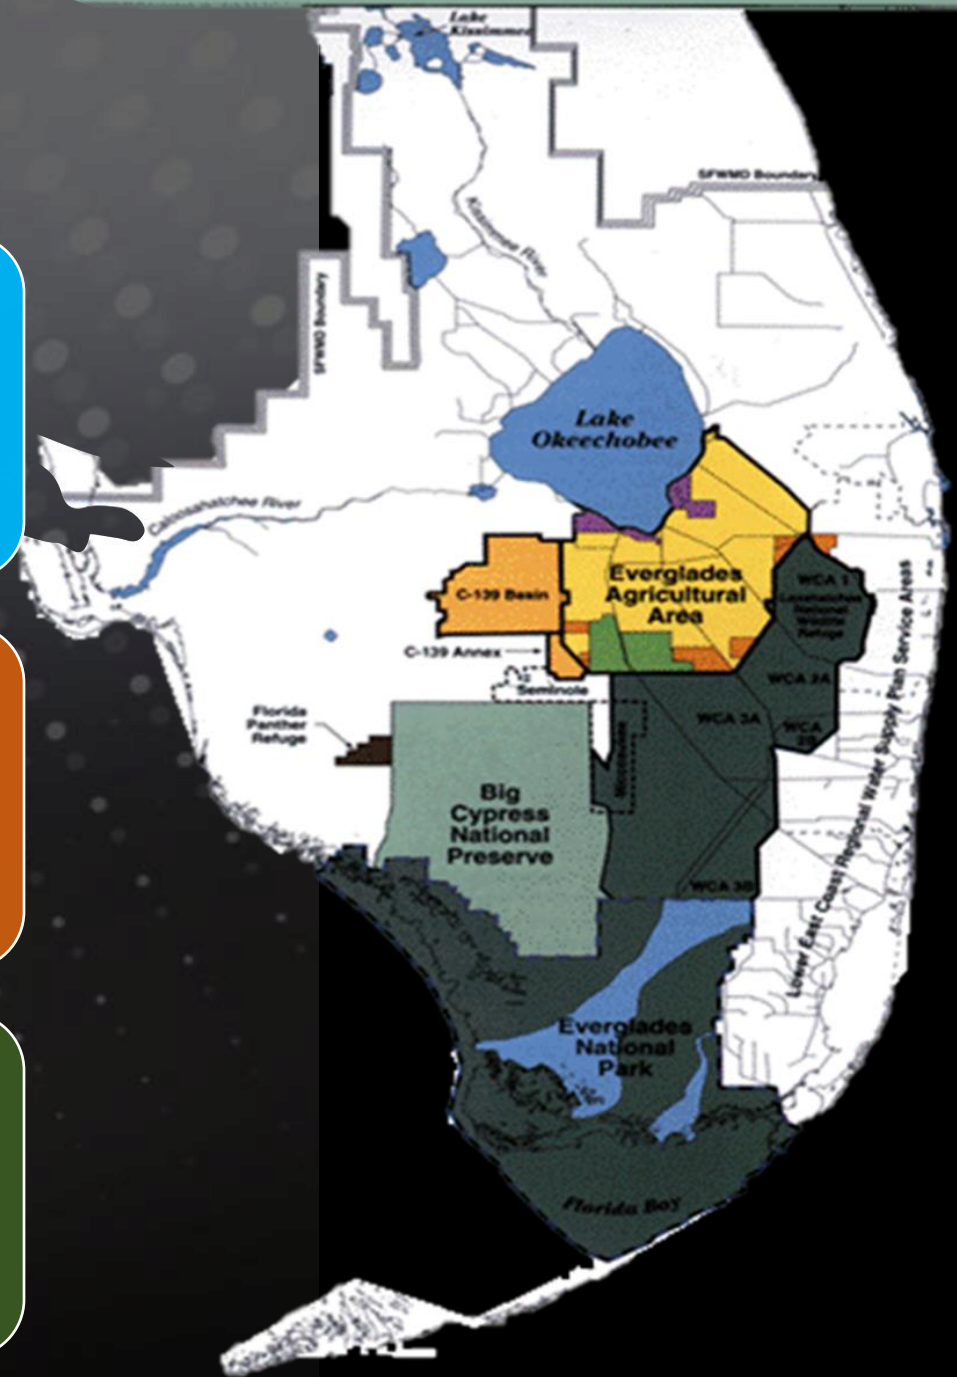 Lake
Kissimmee
SFWMD Boundary
Kissimmee River
SFWMD Boundary
Lake
Okeechobee
Caloosahatchee River
C-139 Basin
Everglades
Agricultural
Area
WCA 1
Loxahatchee
National
Wildlife
Refuge
C-139 Annex
Seminole
WCA 2A
Florida
Panther
Refuge
WCA 3A
WCA
2B
Miccosukee
Big
Cypress
National
Preserve
WCA 3B
Lower East Coast Regional Water Supply Plan Service Areas
Everglades
National
Park
Florida Bay